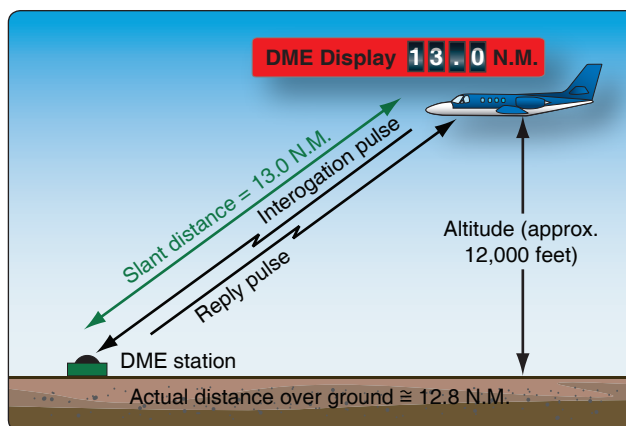 DME Display 13.0 N.M.
Slant distance = 13.0 N.M.
Interogation pulse
Reply pulse
Altitude (approx.
12,000 feet)
DME station
Actual distance over ground ≅ 12.8 N.M.